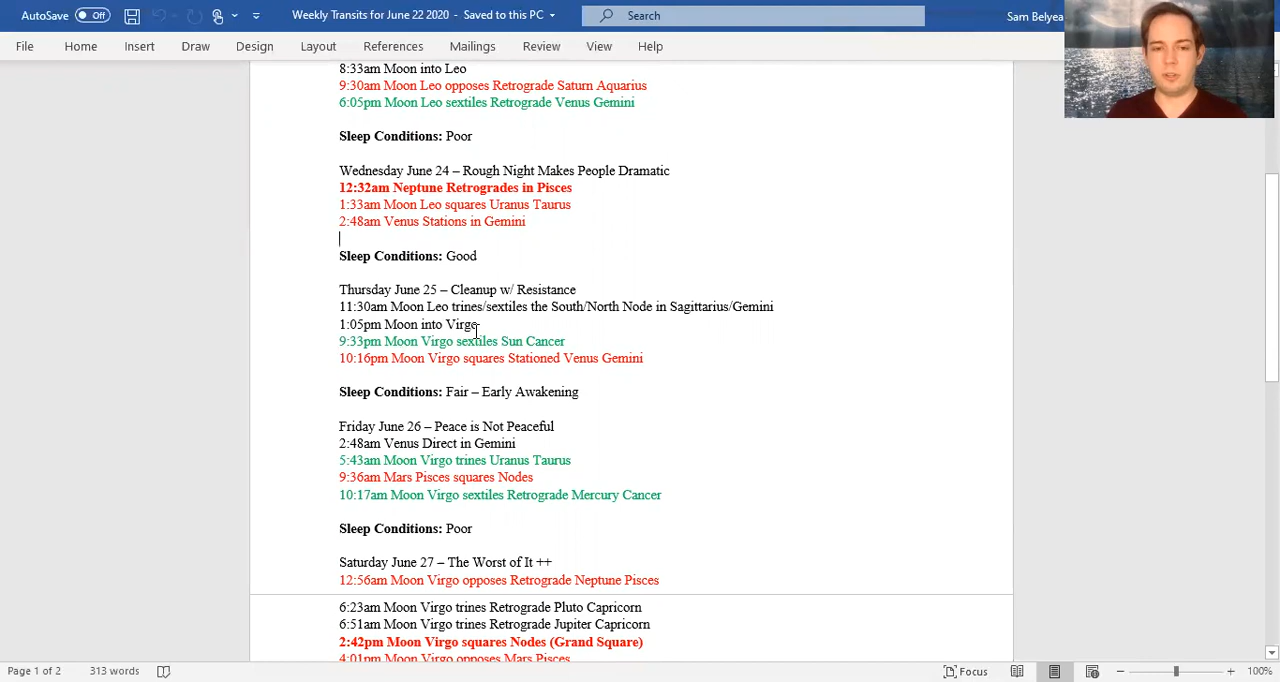 AutoSave Off Weekly Transits for June 22 2020 - Saved to this PC Search Sam Belyea
File Home Insert Draw Design Layout References Mailings Review View Help
8:33am Moon into Leo
9:30am Moon Leo opposes Retrograde Saturn Aquarius
6:05pm Moon Leo sextiles Retrograde Venus Gemini
Sleep Conditions: Poor
Wednesday June 24 – Rough Night Makes People Dramatic
12:32am Neptune Retrogrades in Pisces
1:33am Moon Leo squares Uranus Taurus
2:48am Venus Stations in Gemini
Sleep Conditions: Good
Thursday June 25 – Cleanup w/ Resistance
11:30am Moon Leo trines/sextiles the South/North Node in Sagittarius/Gemini
1:05pm Moon into Virgo
9:33pm Moon Virgo sextiles Sun Cancer
10:16pm Moon Virgo squares Stationed Venus Gemini
Sleep Conditions: Fair – Early Awakening
Friday June 26 – Peace is Not Peaceful
2:48am Venus Direct in Gemini
5:43am Moon Virgo trines Uranus Taurus
9:36am Mars Pisces squares Nodes
10:17am Moon Virgo sextiles Retrograde Mercury Cancer
Sleep Conditions: Poor
Saturday June 27 – The Worst of It ++
12:56am Moon Virgo opposes Retrograde Neptune Pisces
6:23am Moon Virgo trines Retrograde Pluto Capricorn
6:51am Moon Virgo trines Retrograde Jupiter Capricorn
2:42pm Moon Virgo squares Nodes (Grand Square)
4:01pm Moon Virgo opposes Mars Pisces
Page 1 of 2 313 words Focus 100%